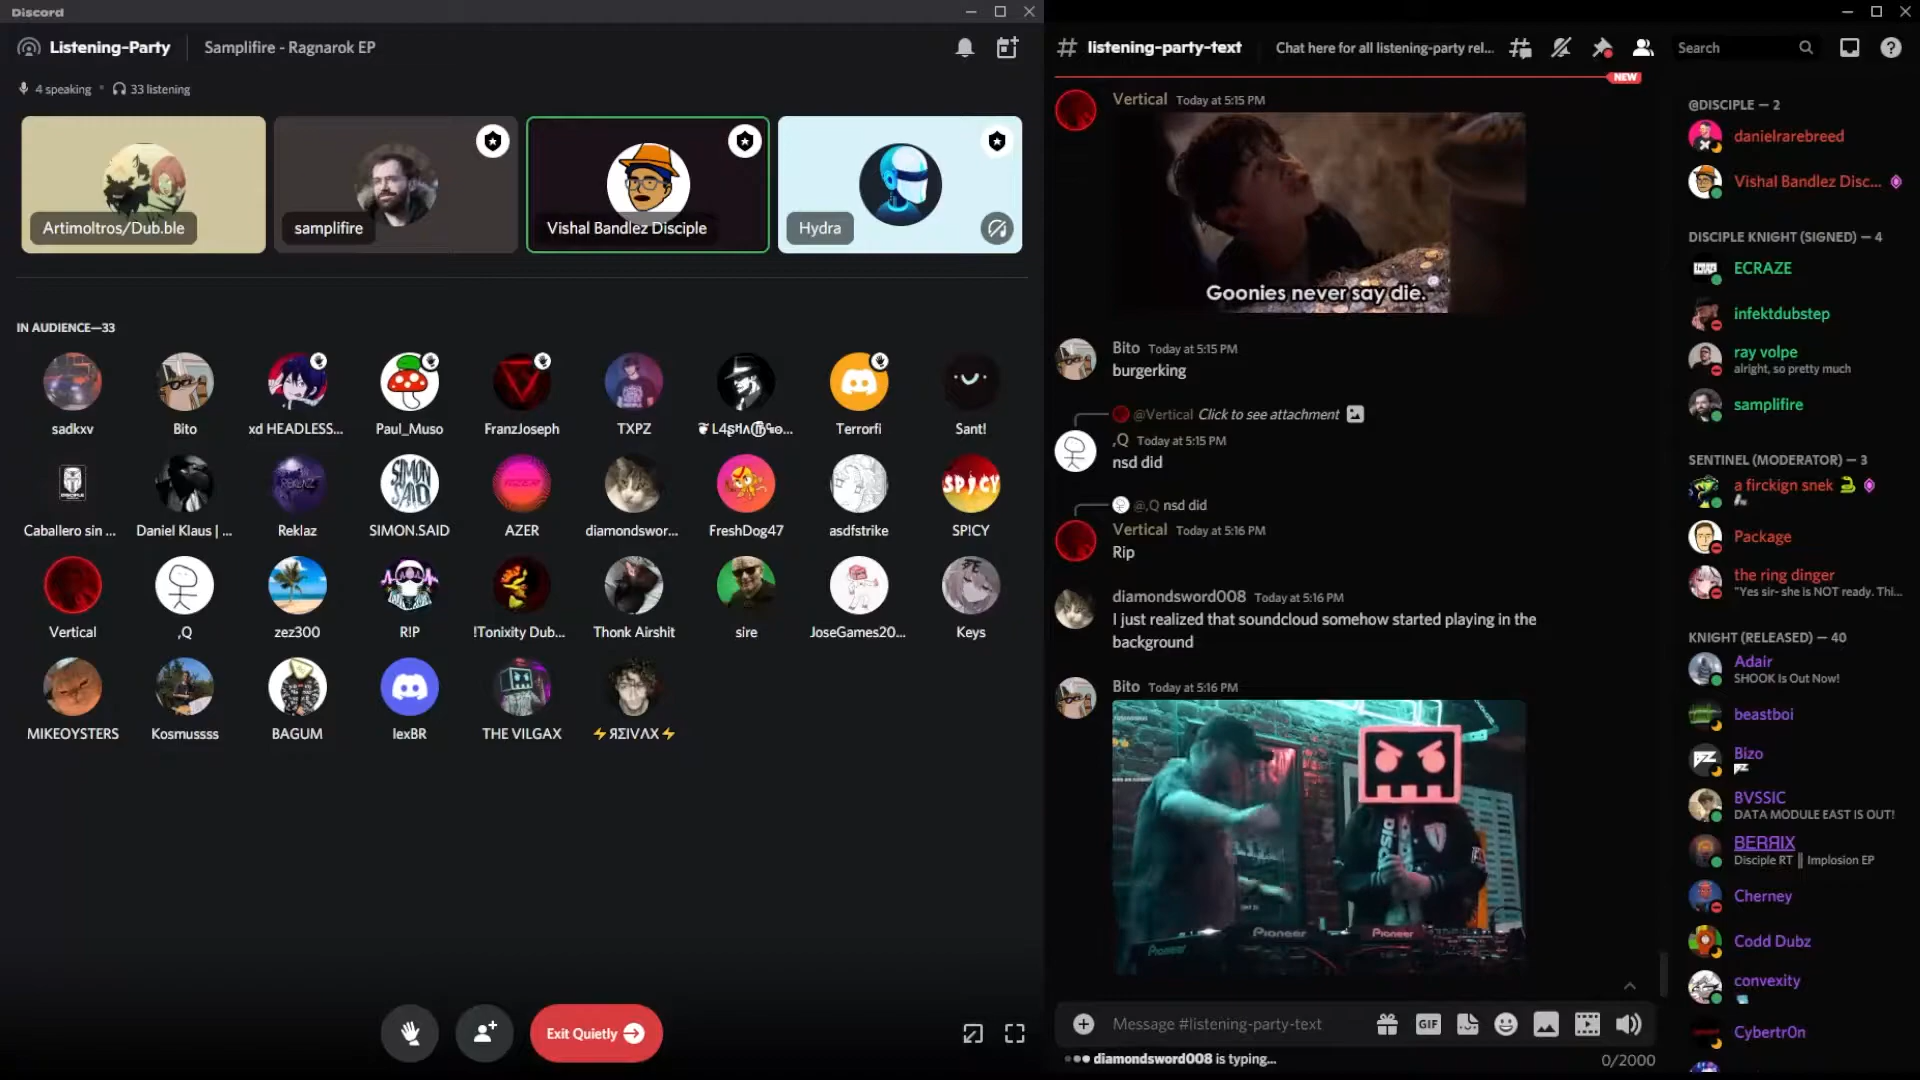 Discord
Listening-Party
Samplifire - Ragnarok EP
4 speaking
33 listening
Artimoltros/Dub.ble
samplifire
Vishal Bandlez Disciple
Hydra
IN AUDIENCE—33
sadkxv
Bito
xd HEADLESS...
Paul_Muso
FranzJoseph
TXPZ
Terrorfi
Sant!
Caballero sin ...
Daniel Klaus | ...
Reklaz
SIMON.SAID
AZER
diamondswor...
FreshDog47
asdfstrike
SP!CY
Vertical
,Q
zez300
R!P
!Tonixity Dub...
Thonk Airshit
sire
JoseGames20...
Keys
MIKEOYSTERS
Kosmussss
BAGUM
lexBR
THE VILGAX
⚡ЯΣIVΛX⚡
Exit Quietly
# listening-party-text
Chat here for all listening-party rel...
Search
NEW
Vertical Today at 5:15 PM
Goonies never say die.
Bito Today at 5:15 PM
burgerking
@Vertical Click to see attachment
,Q Today at 5:15 PM
nsd did
@,Q nsd did
Vertical Today at 5:16 PM
Rip
diamondsword008 Today at 5:16 PM
I just realized that soundcloud somehow started playing in the
background
Bito Today at 5:16 PM
Pioneer Pioneer
Pioneer
Message #listening-party-text
GIF
diamondsword008 is typing...
0/2000
@DISCIPLE — 2
danielrarebreed
Vishal Bandlez Disc...
DISCIPLE KNIGHT (SIGNED) — 4
ECRAZE
infektdubstep
ray volpe
alright, so pretty much
samplifire
SENTINEL (MODERATOR) — 3
a firckign snek
Package
the ring dinger
"Yes sir- she is NOT ready. Thi...
KNIGHT (RELEASED) — 40
Adair
SHOOK Is Out Now!
beastboi
Bizo
BVSSIC
DATA MODULE EAST IS OUT!
BERЯIX
Disciple RT || Implosion EP
Cherney
Codd Dubz
convexity
Cybertr0n